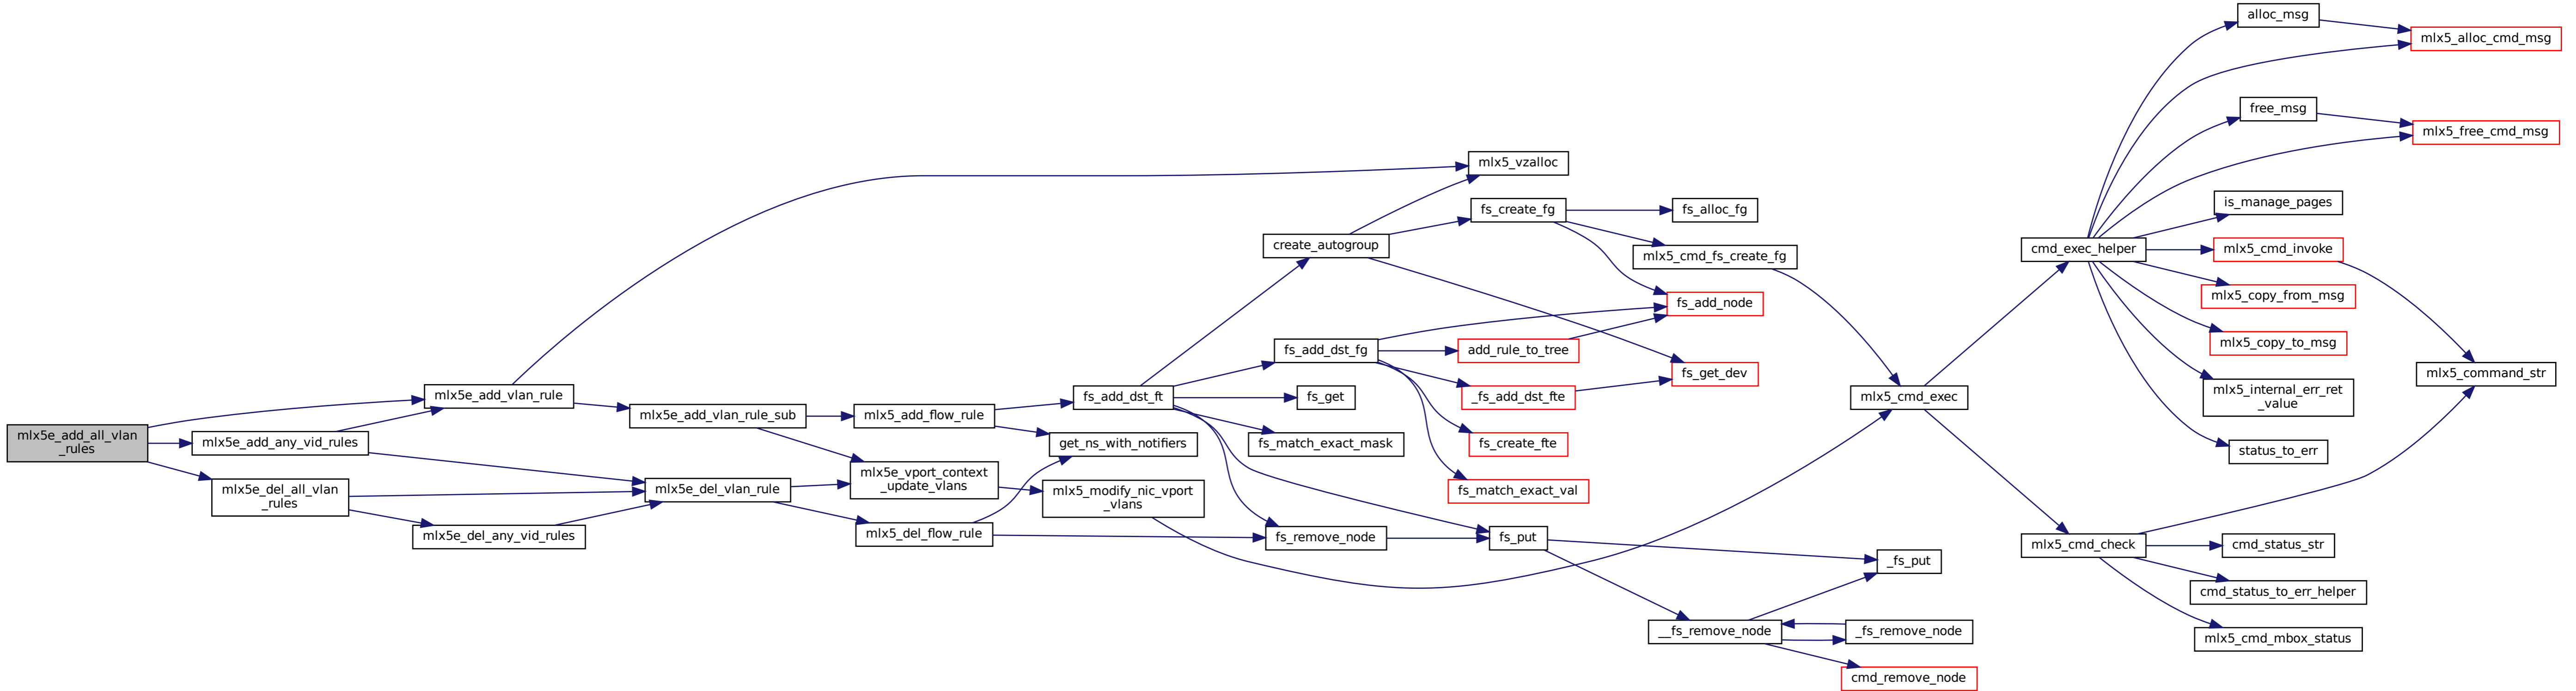 mlx5e_add_all_vlan
_rules
mlx5e_add_any_vid_rules
mlx5e_del_all_vlan
_rules
mlx5e_add_vlan_rule
mlx5e_del_any_vid_rules
mlx5e_add_vlan_rule_sub
mlx5e_del_vlan_rule
mlx5_add_flow_rule
mlx5e_vport_context
_update_vlans
mlx5_del_flow_rule
fs_add_dst_ft
get_ns_with_notifiers
mlx5_modify_nic_vport
_vlans
create_autogroup
fs_add_dst_fg
fs_get
fs_match_exact_mask
fs_remove_node
mlx5_vzalloc
fs_create_fg
add_rule_to_tree
_fs_add_dst_fte
fs_create_fte
fs_match_exact_val
fs_put
fs_alloc_fg
mlx5_cmd_fs_create_fg
fs_add_node
fs_get_dev
__fs_remove_node
mlx5_cmd_exec
_fs_put
_fs_remove_node
cmd_remove_node
cmd_exec_helper
mlx5_cmd_check
alloc_msg
free_msg
is_manage_pages
mlx5_cmd_invoke
mlx5_copy_from_msg
mlx5_copy_to_msg
mlx5_internal_err_ret
_value
status_to_err
cmd_status_str
cmd_status_to_err_helper
mlx5_cmd_mbox_status
mlx5_alloc_cmd_msg
mlx5_free_cmd_msg
mlx5_command_str